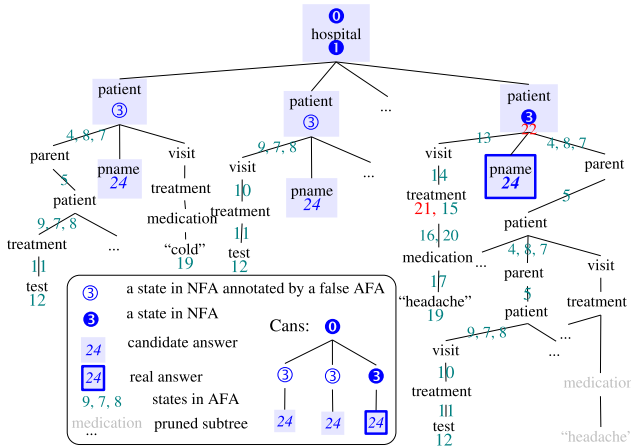 0
hospital
1
patient
3
patient
3
...
patient
3
22
4, 8, 7
9, 7, 8
13
4, 8, 7
parent
pname
24
visit
visit
pname
24
...
visit
pname
24
parent
5
patient
treatment
10
14
treatment
21, 15
5
patient
9, 7, 8
medication
treatment
16, 20
4, 8, 7
treatment
...
"cold"
11
medication
...
parent
visit
11
19
test
17
5
treatment
test
12
"headache"
patient
12
19
9, 7, 8
...
...
visit
10
medication
treatment
11
test
12
"headache"
3 a state in NFA annotated by a false AFA
3 a state in NFA
24 candidate answer
24 real answer
9, 7, 8 states in AFA
medication pruned subtree
...
Cans: 0
3 3 3
24 24 24